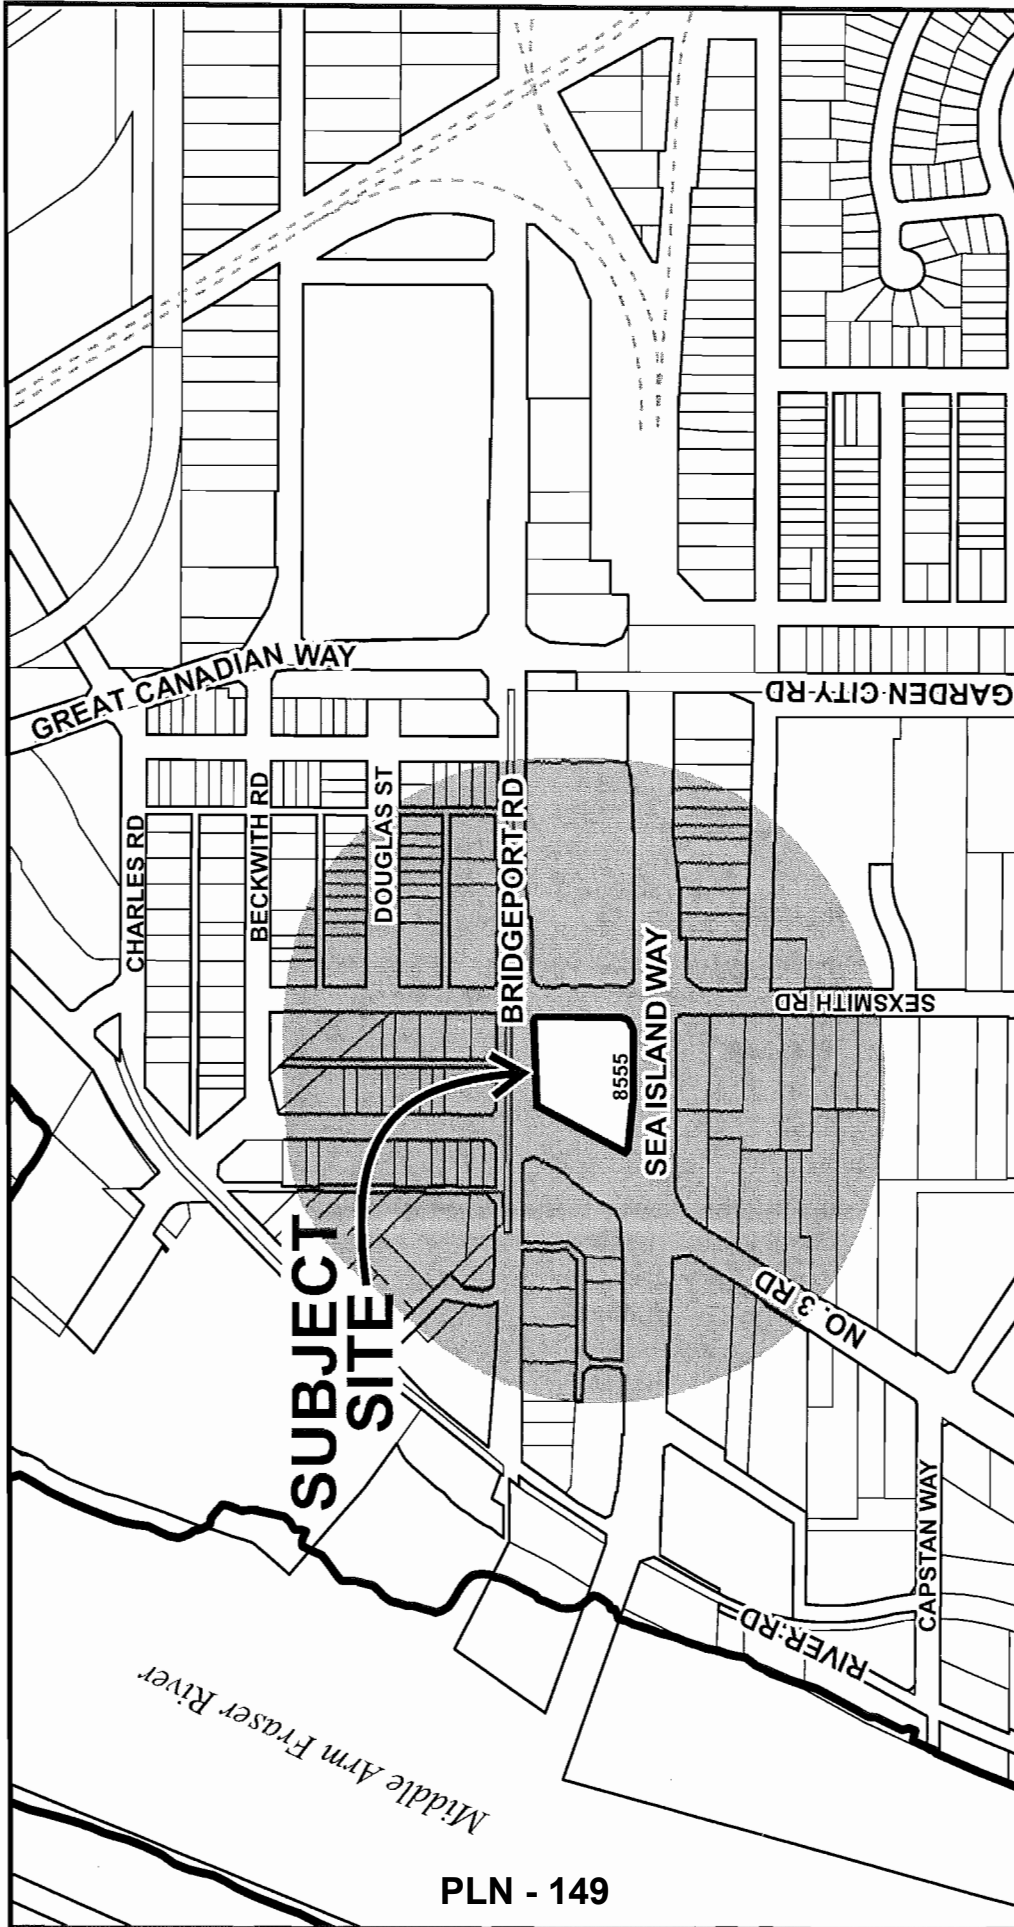 GREAT CANADIAN WAY
GARDEN CITY RD
CHARLES RD
BECKWITH RD
DOUGLAS ST
BRIDGEPORT RD
SEA ISLAND WAY
SEXSMITH RD
8555
SUBJECT
SITE
NO. 3 RD
CAPSTAN WAY
RIVER RD
Middle Arm Fraser River
PLN - 149